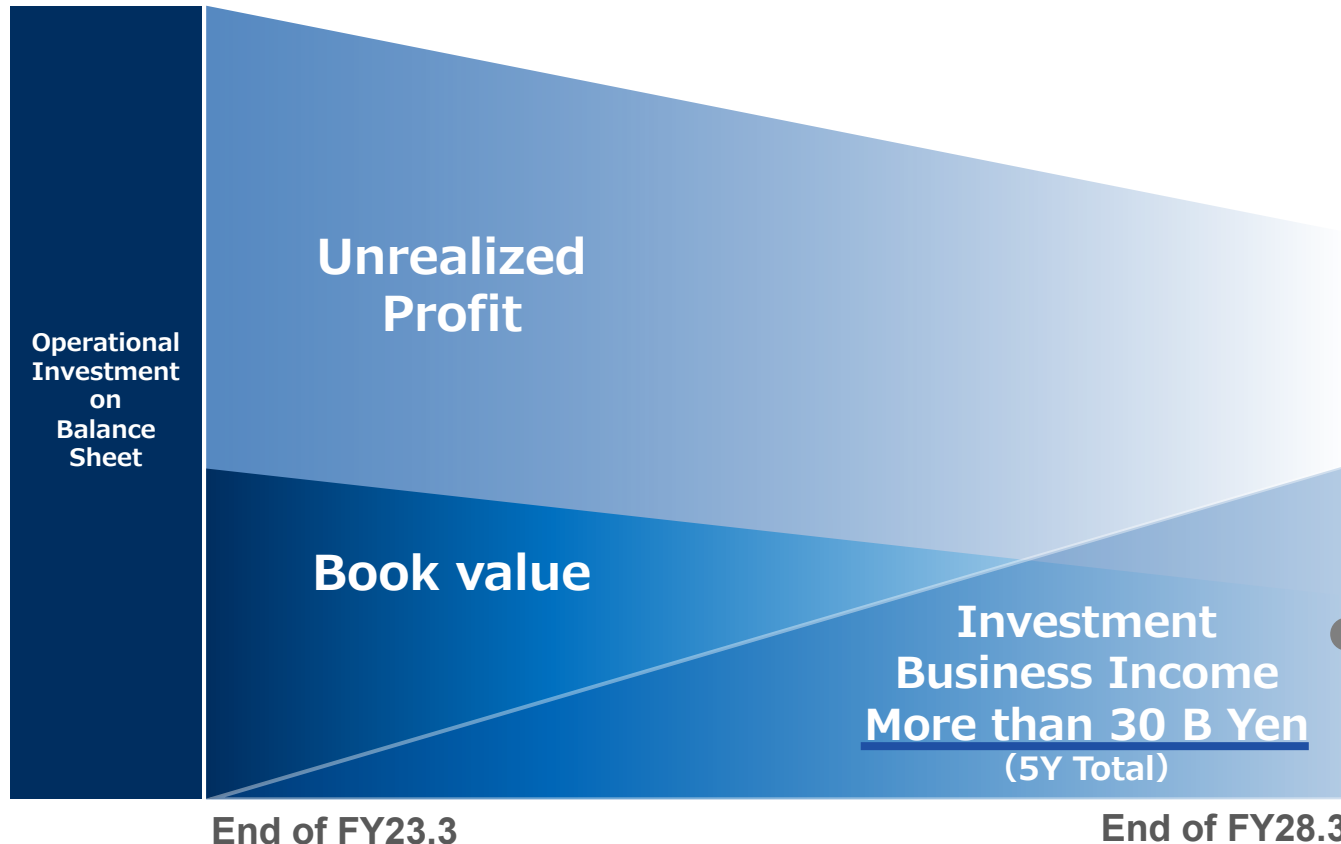 Operational
Investment
on
Balance
Sheet
Unrealized
Profit
Book value
Investment
Business Income
More than 30 B Yen
（5Y Total）
End of FY23.3
End of FY28.3